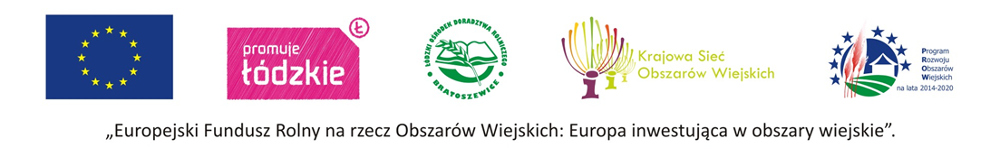 promuje
łódzkie
Ł
ŁÓDZKI OŚRODEK DORADZTWA ROLNICZEGO
BRATOSZEWICE
Krajowa Sieć
Obszarów Wiejskich
Program
Rozwoju
Obszarów
Wiejskich
na lata 2014-2020
„Europejski Fundusz Rolny na rzecz Obszarów Wiejskich: Europa inwestująca w obszary wiejskie”.